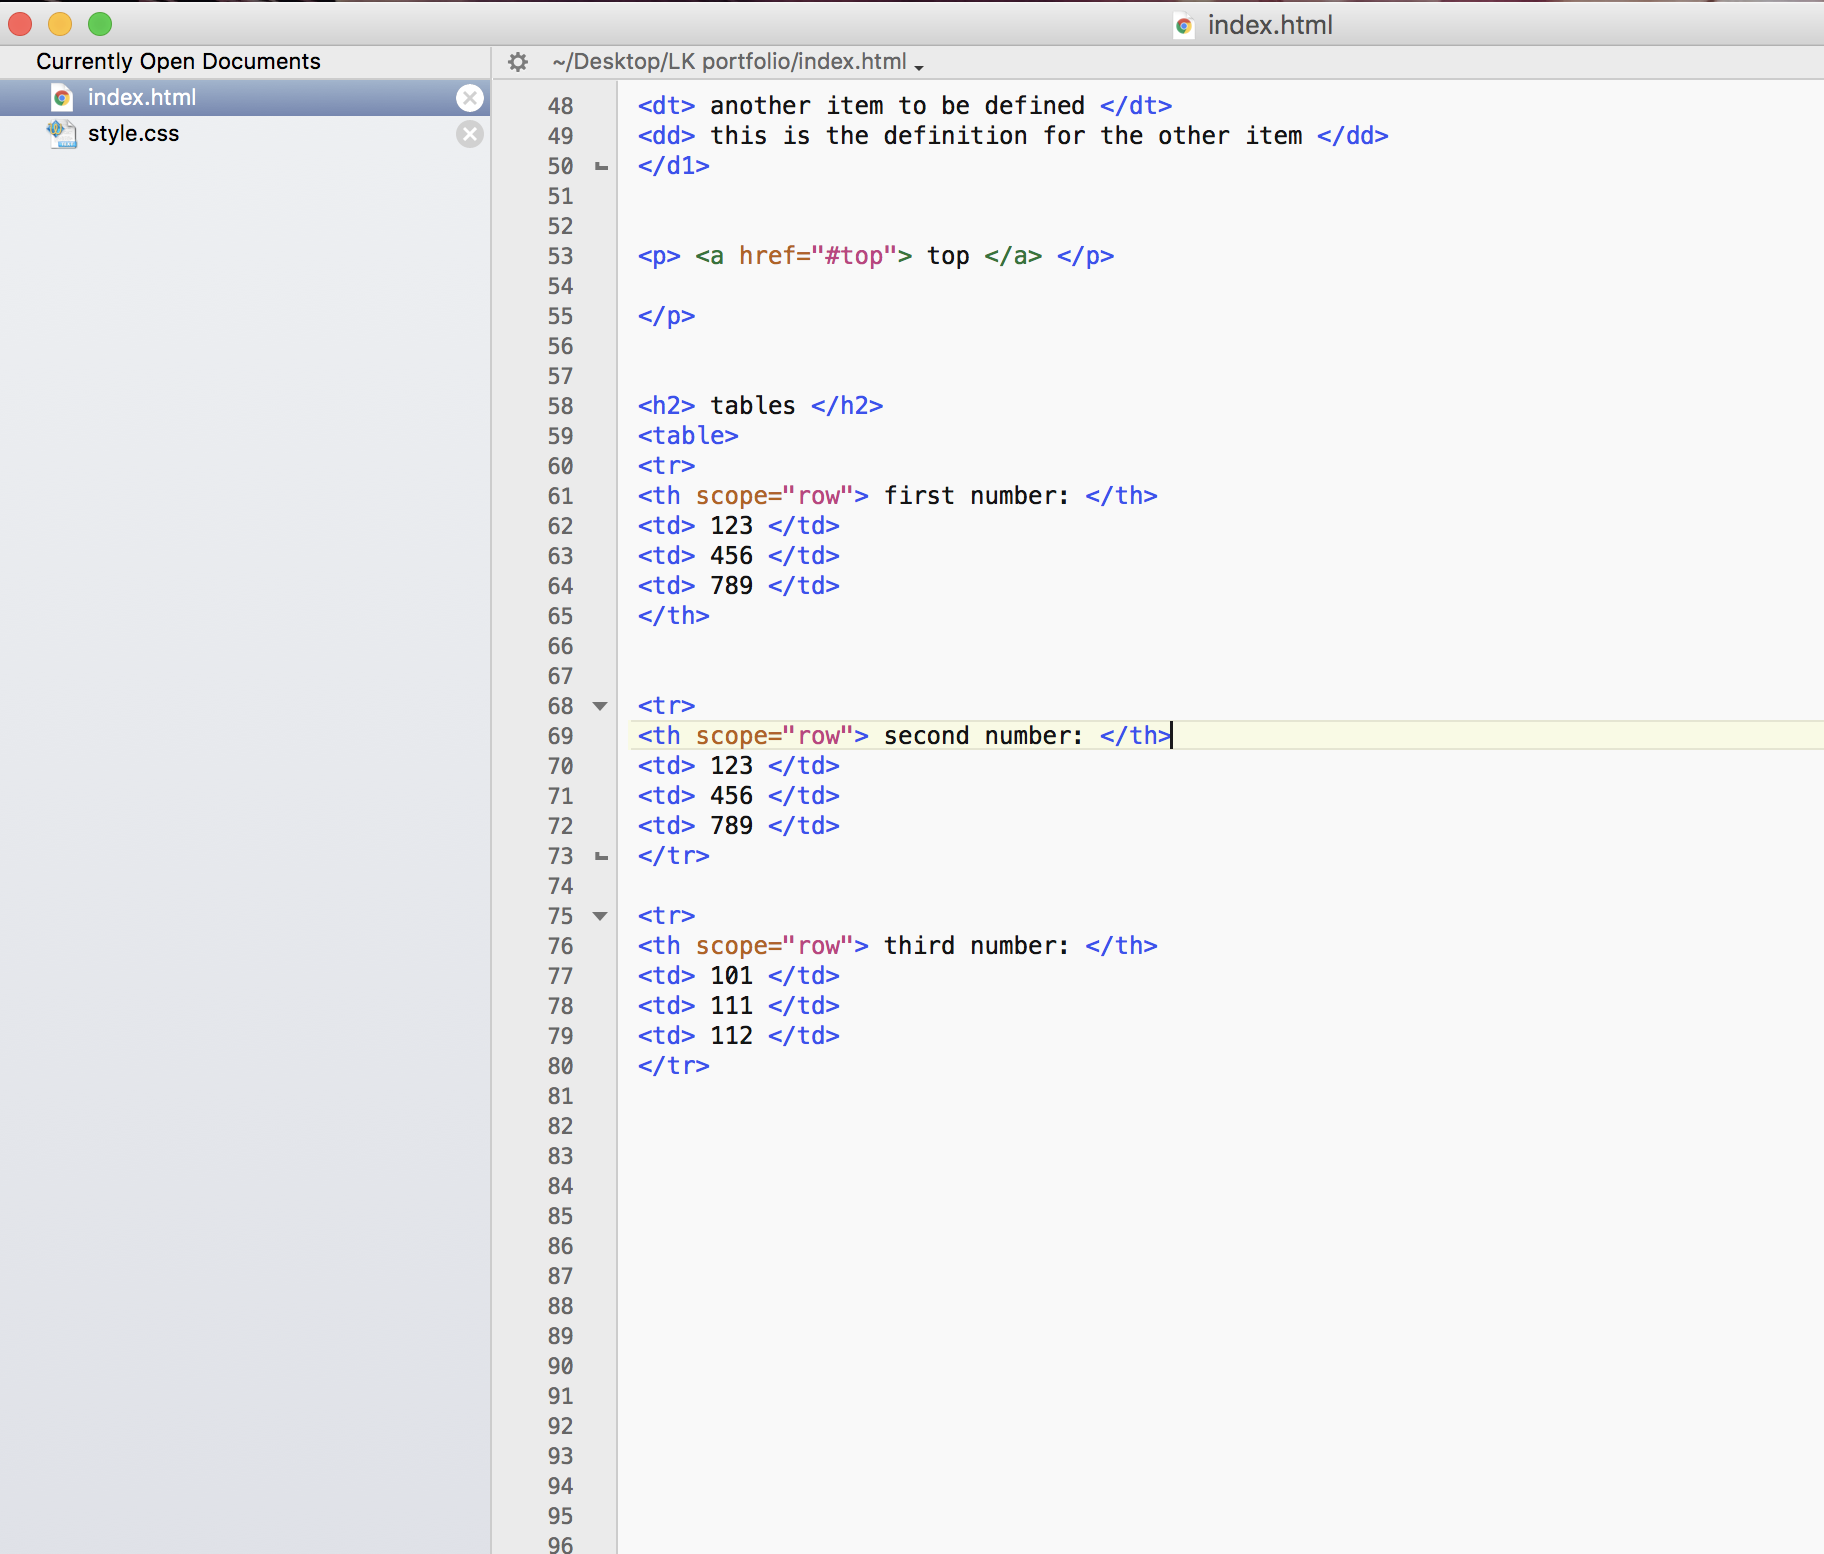 index.html
Currently Open Documents
~/Desktop/LK portfolio/index.html
index.html
style.css
48 <dt> another item to be defined </dt>
49 <dd> this is the definition for the other item </dd>
50 </d1>
51
52
53 <p> <a href="#top"> top </a> </p>
54
55 </p>
56
57
58 <h2> tables </h2>
59 <table>
60 <tr>
61 <th scope="row"> first number: </th>
62 <td> 123 </td>
63 <td> 456 </td>
64 <td> 789 </td>
65 </th>
66
67
68 <tr>
69 <th scope="row"> second number: </th>
70 <td> 123 </td>
71 <td> 456 </td>
72 <td> 789 </td>
73 </tr>
74
75 <tr>
76 <th scope="row"> third number: </th>
77 <td> 101 </td>
78 <td> 111 </td>
79 <td> 112 </td>
80 </tr>
81
82
83
84
85
86
87
88
89
90
91
92
93
94
95
96